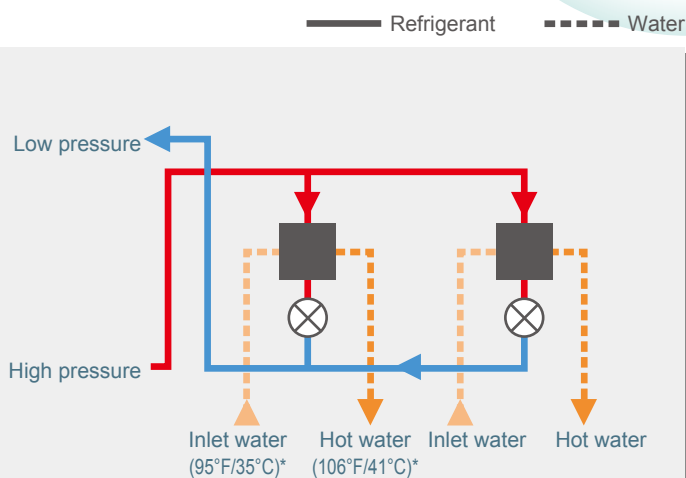 Refrigerant
Water
Low pressure
High pressure
Inlet water
(95°F/35°C)*
Hot water
(106°F/41°C)*
Inlet water
Hot water